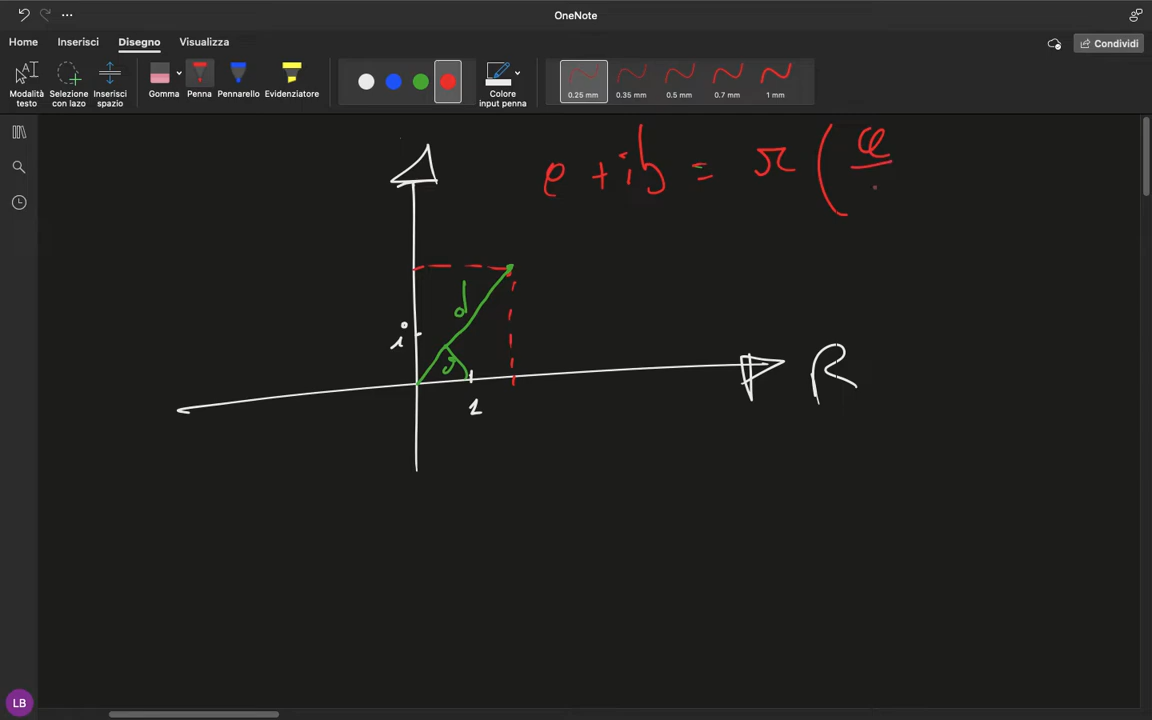 OneNote
Home Inserisci Disegno Visualizza
Condividi
Modalità testo
Selezione con lazo
Inserisci spazio
Gomma
Penna
Pennarello
Evidenziatore
Colore input penna
0.25 mm 0.35 mm 0.5 mm 0.7 mm 1 mm
a + ib = r ( a
d
i
R
1
LB